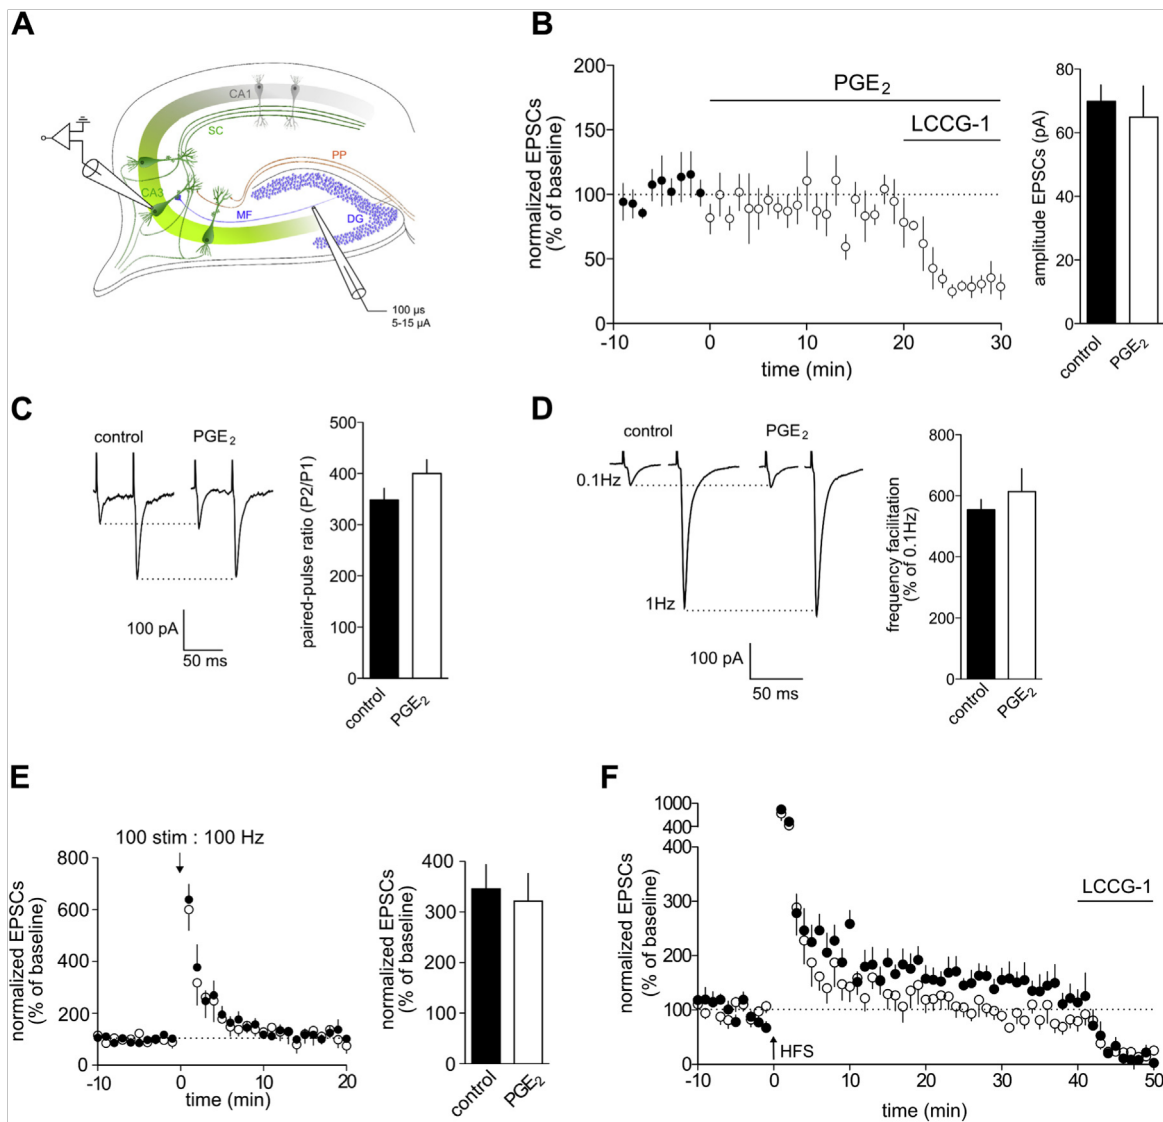 A
CA1
SC
PP
CA3
MF
DG
100 µs
5-15 µA
B
normalized EPSCs
(% of baseline)
200
150
100
50
0
PGE₂
LCCG-1
-10
0
10
20
30
time (min)
amplitude EPSCs (pA)
80
60
40
20
0
control
PGE₂
C
control
PGE₂
100 pA
50 ms
paired-pulse ratio (P2/P1)
500
400
300
200
100
0
control
PGE₂
D
control
PGE₂
0.1Hz
1Hz
100 pA
50 ms
frequency facilitation
(% of 0.1Hz)
800
600
400
200
0
control
PGE₂
E
100 stim : 100 Hz
normalized EPSCs
(% of baseline)
800
600
400
200
0
-10
0
10
20
time (min)
normalized EPSCs
(% of baseline)
400
300
200
100
0
control
PGE₂
F
normalized EPSCs
(% of baseline)
1000
400
400
300
200
100
0
LCCG-1
HFS
-10
0
10
20
30
40
50
time (min)